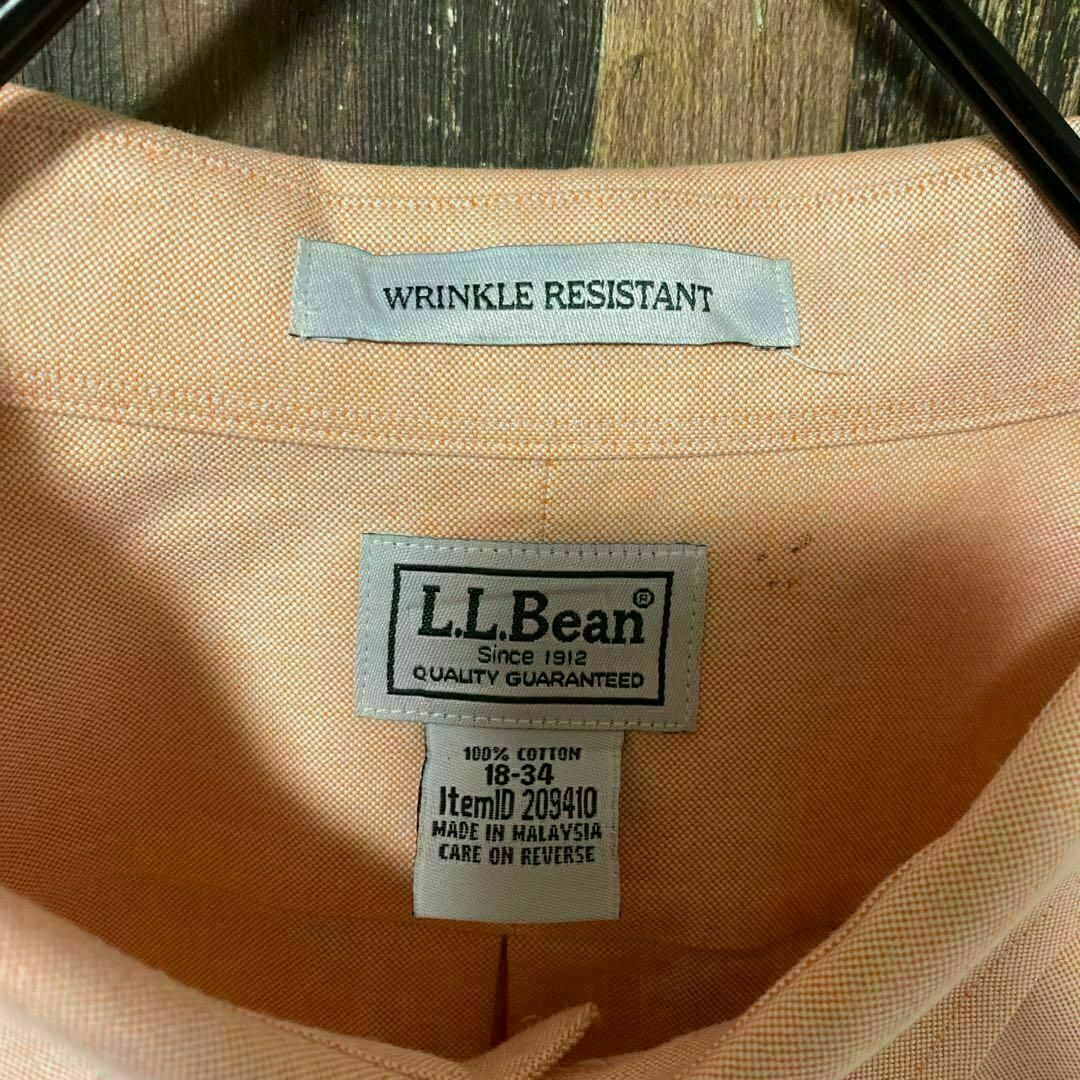 WRINKLE RESISTANT
L.L.Bean®
Since 1912
QUALITY GUARANTEED
100% COTTON
18-34
ItemID 209410
MADE IN MALAYSIA
CARE ON REVERSE